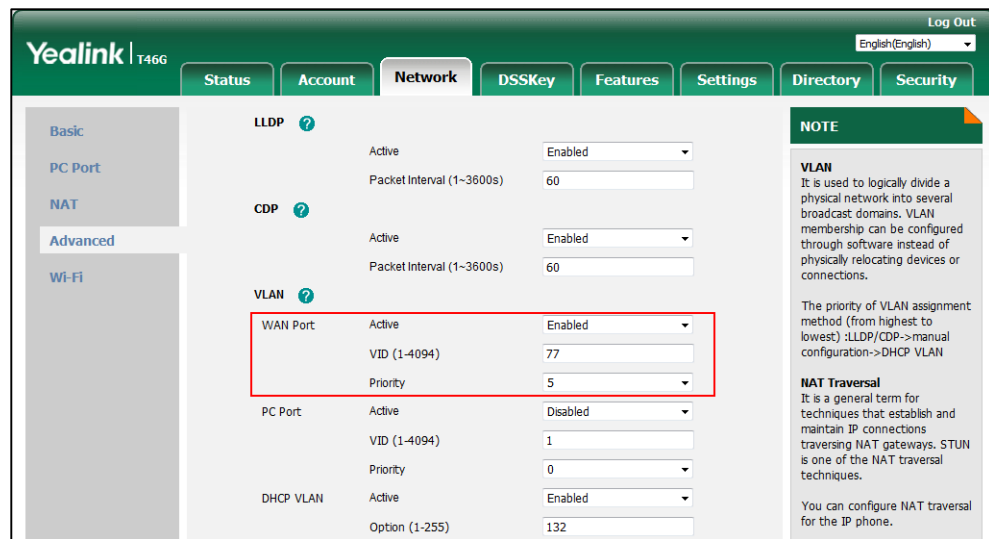 Log Out
Yealink T46G
English(English)
Status Account Network DSSKey Features Settings Directory Security
Basic
PC Port
NAT
Advanced
Wi-Fi
LLDP ?
Active Enabled
Packet Interval (1~3600s) 60
CDP ?
Active Enabled
Packet Interval (1~3600s) 60
VLAN ?
WAN Port Active Enabled
VID (1-4094) 77
Priority 5
PC Port Active Disabled
VID (1-4094) 1
Priority 0
DHCP VLAN Active Enabled
Option (1-255) 132
NOTE
VLAN
It is used to logically divide a
physical network into several
broadcast domains. VLAN
membership can be configured
through software instead of
physically relocating devices or
connections.
The priority of VLAN assignment
method (from highest to
lowest) :LLDP/CDP->manual
configuration->DHCP VLAN
NAT Traversal
It is a general term for
techniques that establish and
maintain IP connections
traversing NAT gateways. STUN
is one of the NAT traversal
techniques.
You can configure NAT traversal
for the IP phone.